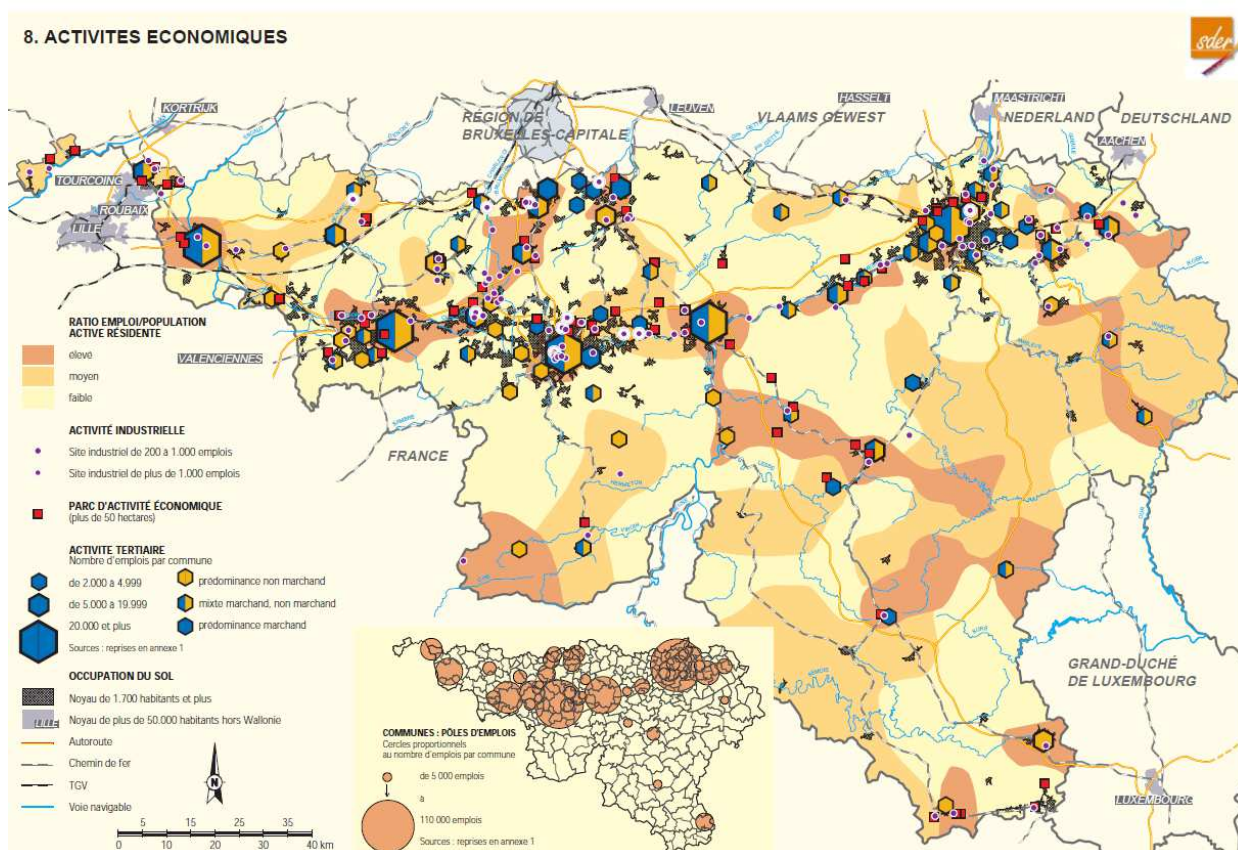 8. ACTIVITES ECONOMIQUES
sder
KORTRIJK
RÉGION DE
BRUXELLES-CAPITALE
LEUVEN
VLAAMS GEWEST
HASSELT
MAASTRICHT
NEDERLAND
DEUTSCHLAND
AACHEN
TOURCOING
ROUBAIX
LILLE
VALENCIENNES
FRANCE
GRAND-DUCHÉ
DE LUXEMBOURG
LUXEMBOURG
RATIO EMPLOI/POPULATION
ACTIVE RÉSIDENTE
élevé
moyen
faible
ACTIVITÉ INDUSTRIELLE
Site industriel de 200 à 1.000 emplois
Site industriel de plus de 1.000 emplois
PARC D'ACTIVITÉ ÉCONOMIQUE
(plus de 50 hectares)
ACTIVITE TERTIAIRE
Nombre d'emplois par commune
de 2.000 à 4.999
prédominance non marchand
de 5.000 à 19.999
mixte marchand, non marchand
20.000 et plus
prédominance marchand
Sources : reprises en annexe 1
OCCUPATION DU SOL
Noyau de 1.700 habitants et plus
LILLE
Noyau de plus de 50.000 habitants hors Wallonie
Autoroute
Chemin de fer
TGV
Voie navigable
N
5 15 25 35
0 10 20 30 40 km
COMMUNES : PÔLES D'EMPLOIS
Cercles proportionnels
au nombre d'emplois par commune
de 5 000 emplois
à
110 000 emplois
Sources : reprises en annexe 1